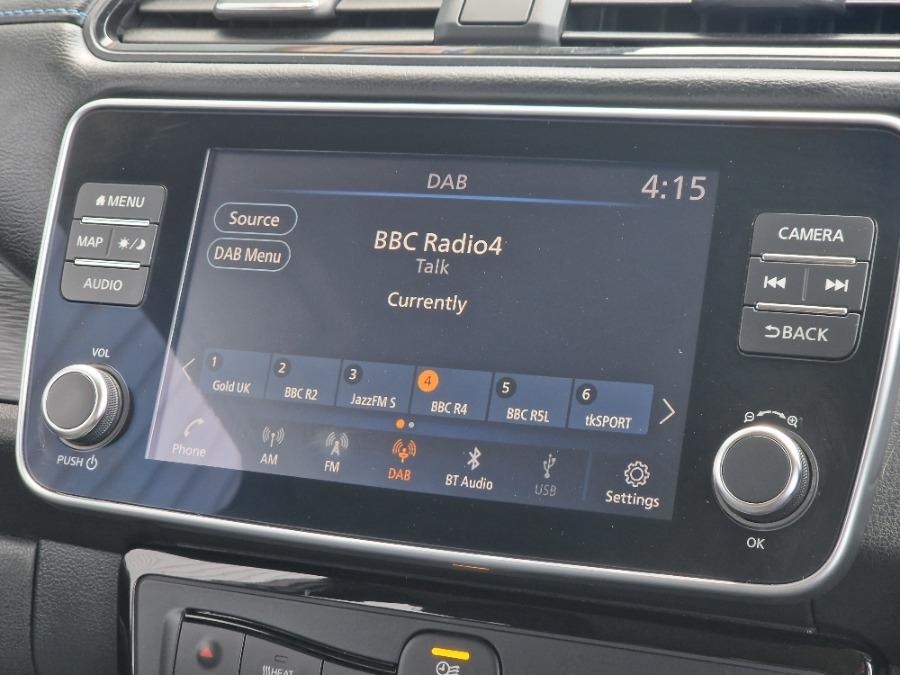 DAB
4:15
MENU
MAP
AUDIO
VOL
PUSH
Source
DAB Menu
BBC Radio4
Talk
Currently
1 Gold UK
2 BBC R2
3 JazzFM S
4 BBC R4
5 BBC R5L
6 tkSPORT
Phone
AM
FM
DAB
BT Audio
USB
Settings
CAMERA
BACK
OK
HEAT